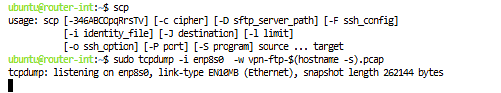 ubuntu@router-int:~$ scp
usage: scp [-346ABCOpqRrsTv] [-c cipher] [-D sftp_server_path] [-F ssh_config]
[-i identity_file] [-J destination] [-l limit]
[-o ssh_option] [-P port] [-S program] source ... target
ubuntu@router-int:~$ sudo tcpdump -i enp8s0 -w vpn-ftp-$(hostname -s).pcap
tcpdump: listening on enp8s0, link-type EN10MB (Ethernet), snapshot length 262144 bytes